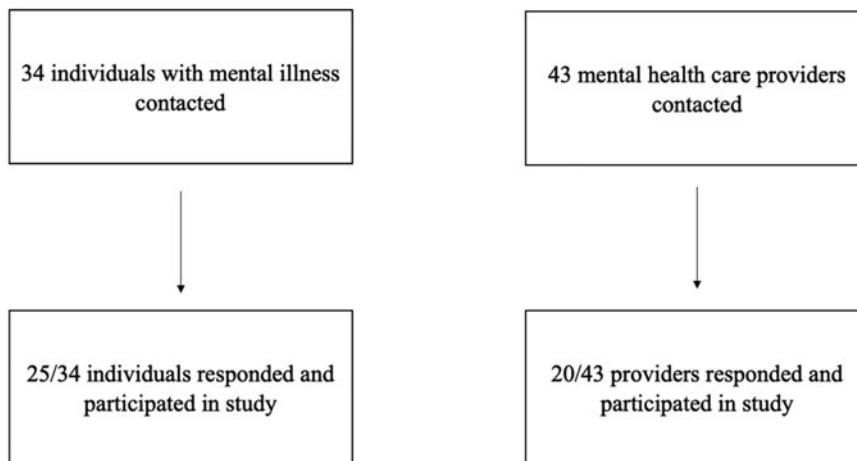 34 individuals with mental illness
contacted
43 mental health care providers
contacted
25/34 individuals responded and
participated in study
20/43 providers responded and
participated in study